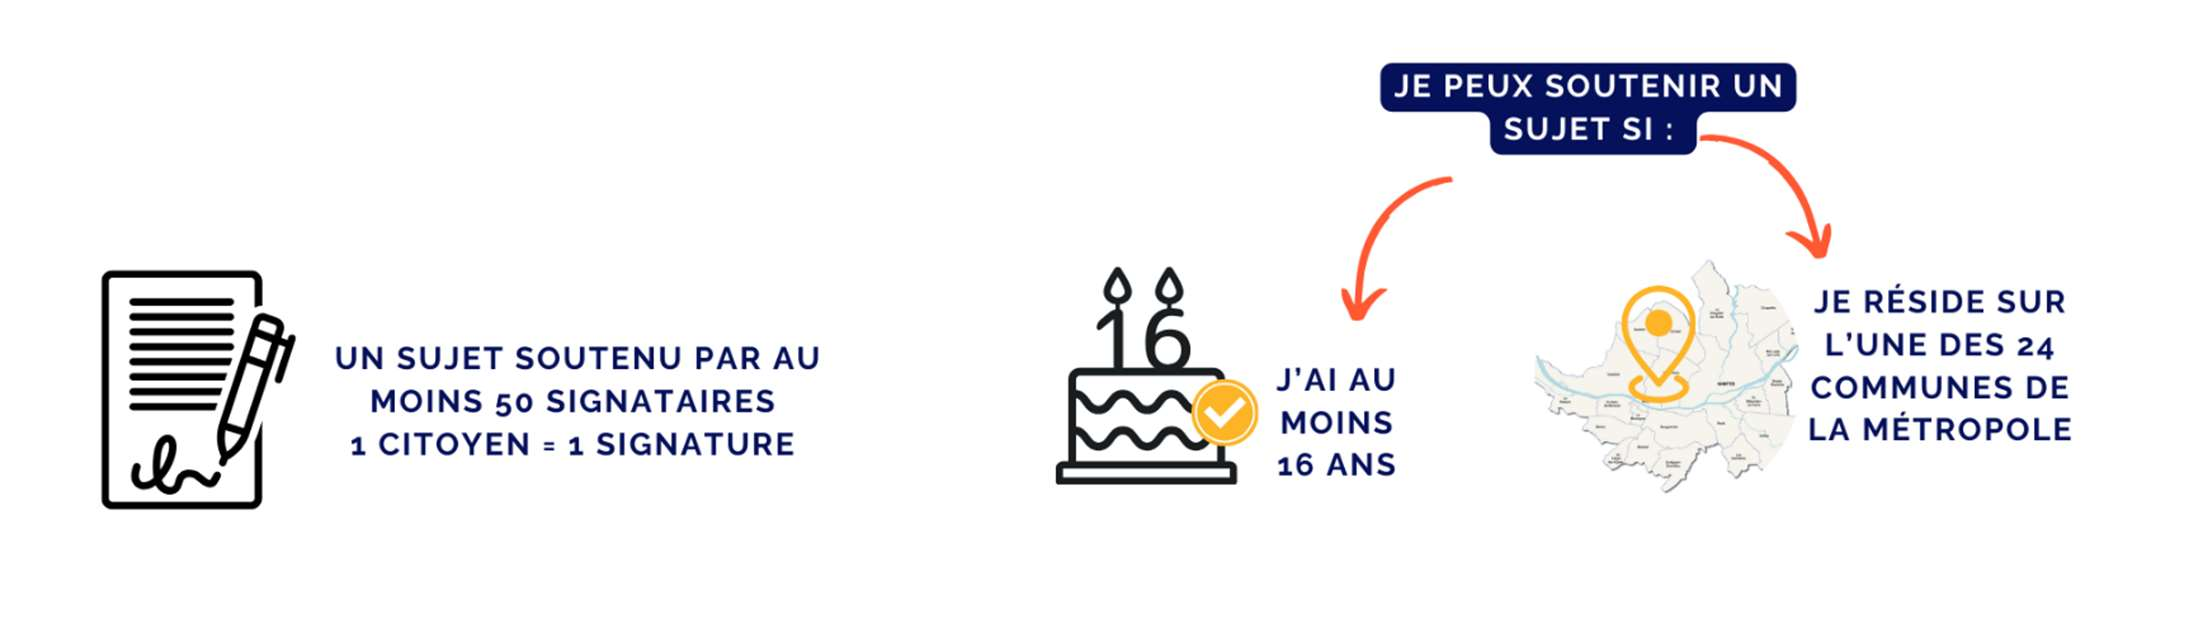 JE PEUX SOUTENIR UN
SUJET SI :
UN SUJET SOUTENU PAR AU
MOINS 50 SIGNATAIRES
1 CITOYEN = 1 SIGNATURE
16
J'AI AU
MOINS
16 ANS
JE RÉSIDE SUR
L'UNE DES 24
COMMUNES DE
LA MÉTROPOLE